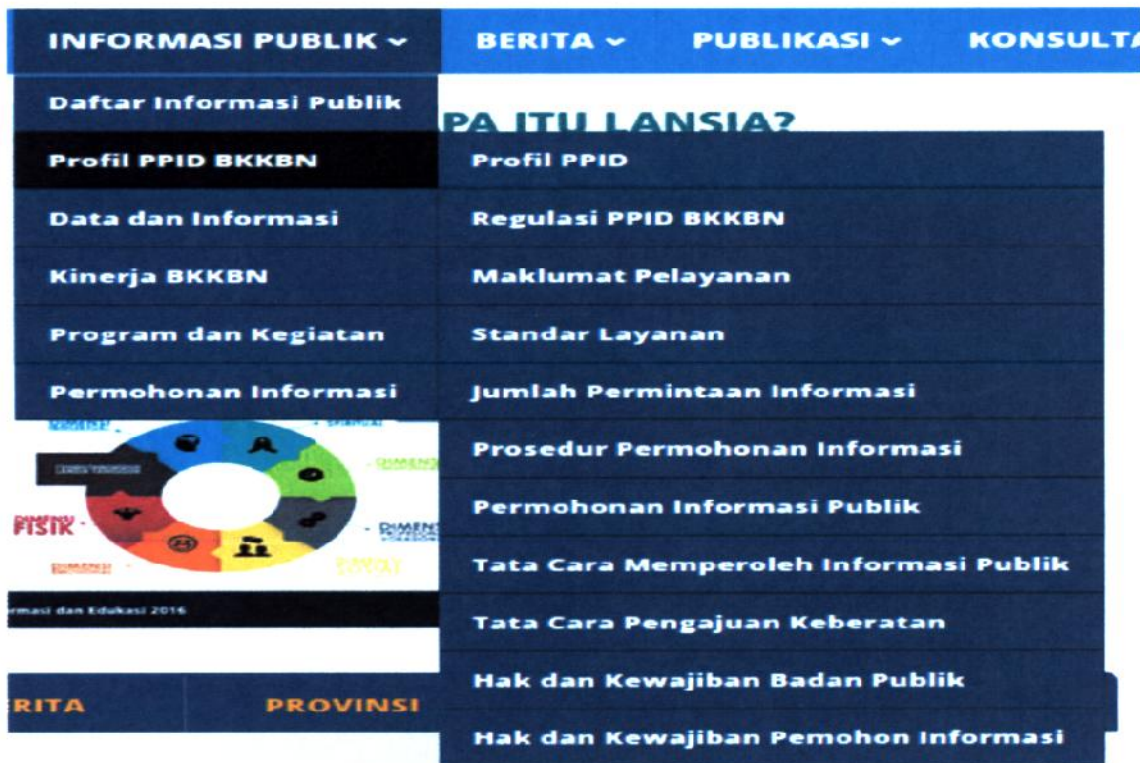 INFORMASI PUBLIK BERITA PUBLIKASI KONSULTA
Daftar Informasi Publik
PA ITU LANSIA?
Profil PPID BKKBN
Data dan Informasi
Kinerja BKKBN
Program dan Kegiatan
Permohonan Informasi
Profil PPID
Regulasi PPID BKKBN
Maklumat Pelayanan
Standar Layanan
Jumlah Permintaan Informasi
Prosedur Permohonan Informasi
Permohonan Informasi Publik
Tata Cara Memperoleh Informasi Publik
Tata Cara Pengajuan Keberatan
Hak dan Kewajiban Badan Publik
Hak dan Kewajiban Pemohon Informasi
FISIK
rmasi dan Edukasi 2016
RITA PROVINSI